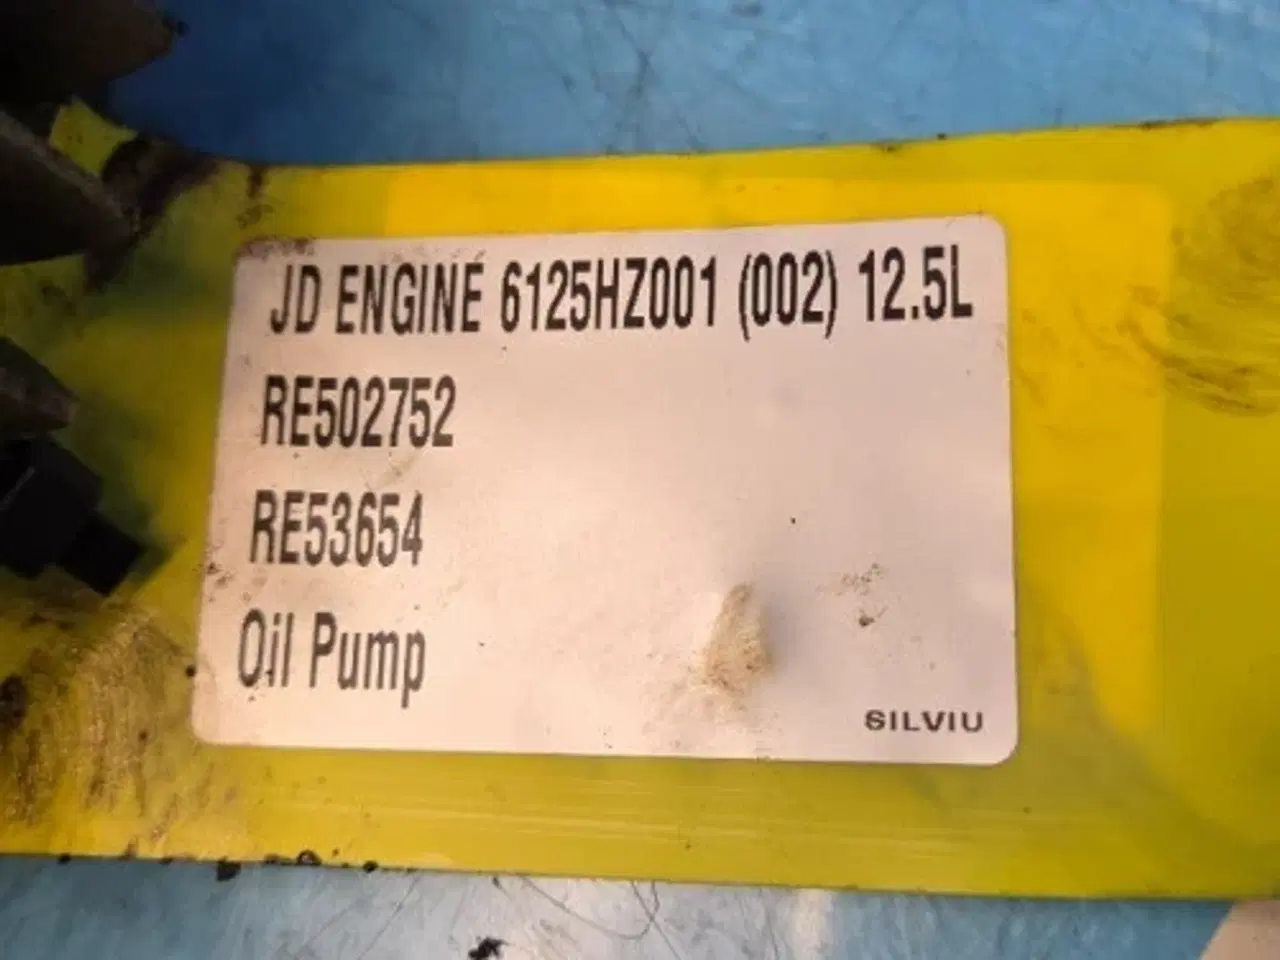 JD ENGINE 6125HZ001 (002) 12.5L
RE502752
RE53654
Oil Pump
SILVIU